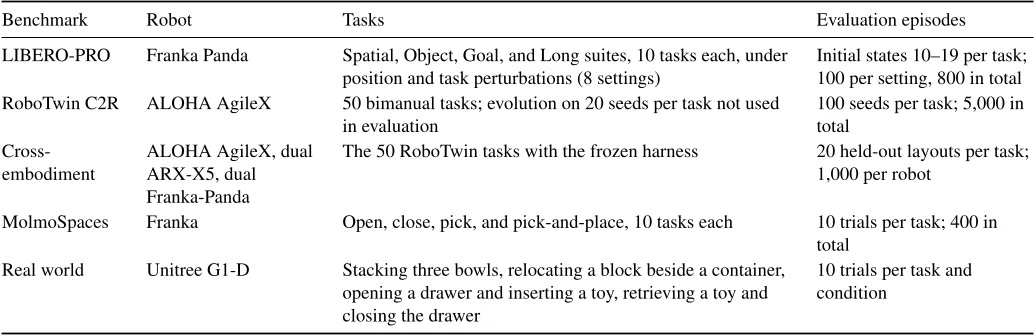 Benchmark Robot Tasks Evaluation episodes
LIBERO-PRO Franka Panda Spatial, Object, Goal, and Long suites, 10 tasks each, under Initial states 10–19 per task;
position and task perturbations (8 settings) 100 per setting, 800 in total
RoboTwin C2R ALOHA AgileX 50 bimanual tasks; evolution on 20 seeds per task not used 100 seeds per task; 5,000 in
in evaluation total
Cross- ALOHA AgileX, dual The 50 RoboTwin tasks with the frozen harness 20 held-out layouts per task;
embodiment ARX-X5, dual 1,000 per robot
Franka-Panda
MolmoSpaces Franka Open, close, pick, and pick-and-place, 10 tasks each 10 trials per task; 400 in
total
Real world Unitree G1-D Stacking three bowls, relocating a block beside a container, 10 trials per task and
opening a drawer and inserting a toy, retrieving a toy and condition
closing the drawer